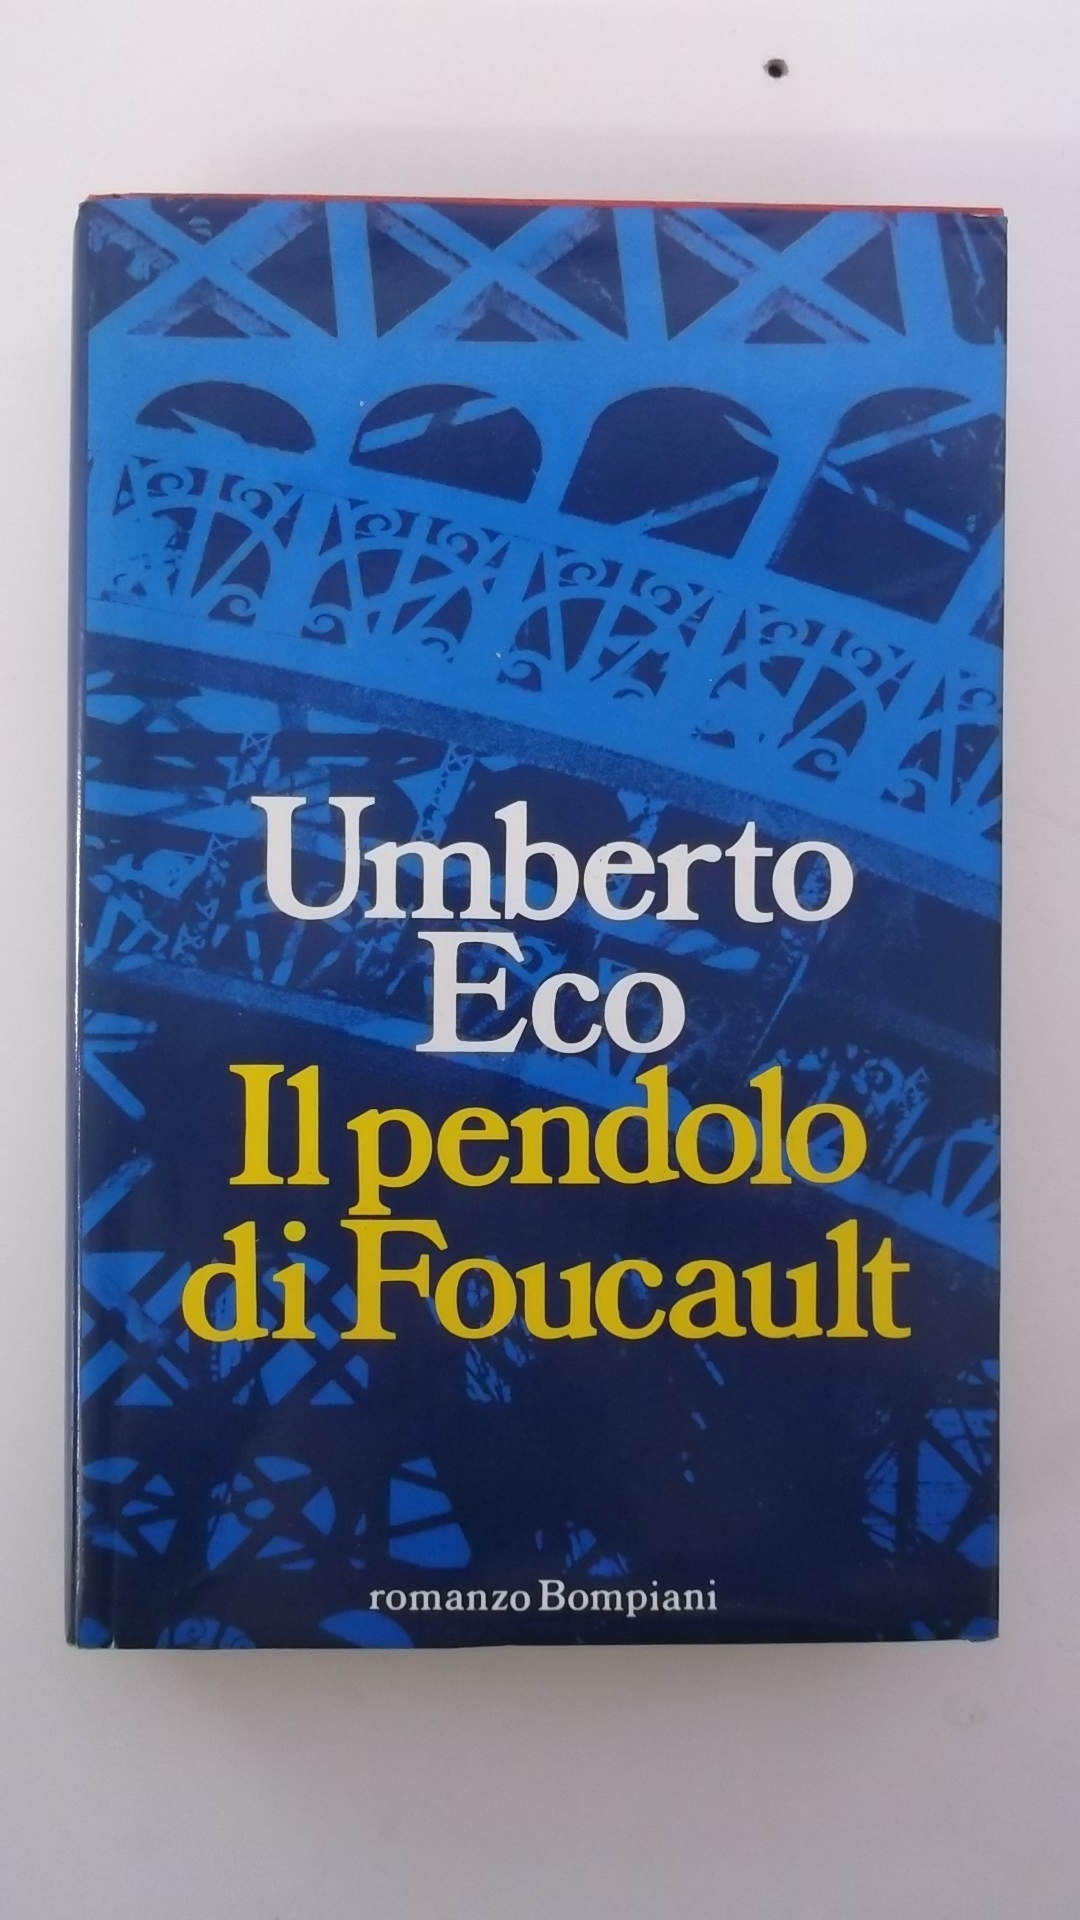 Umberto
Eco
Il pendolo
di Foucault
romanzo Bompiani